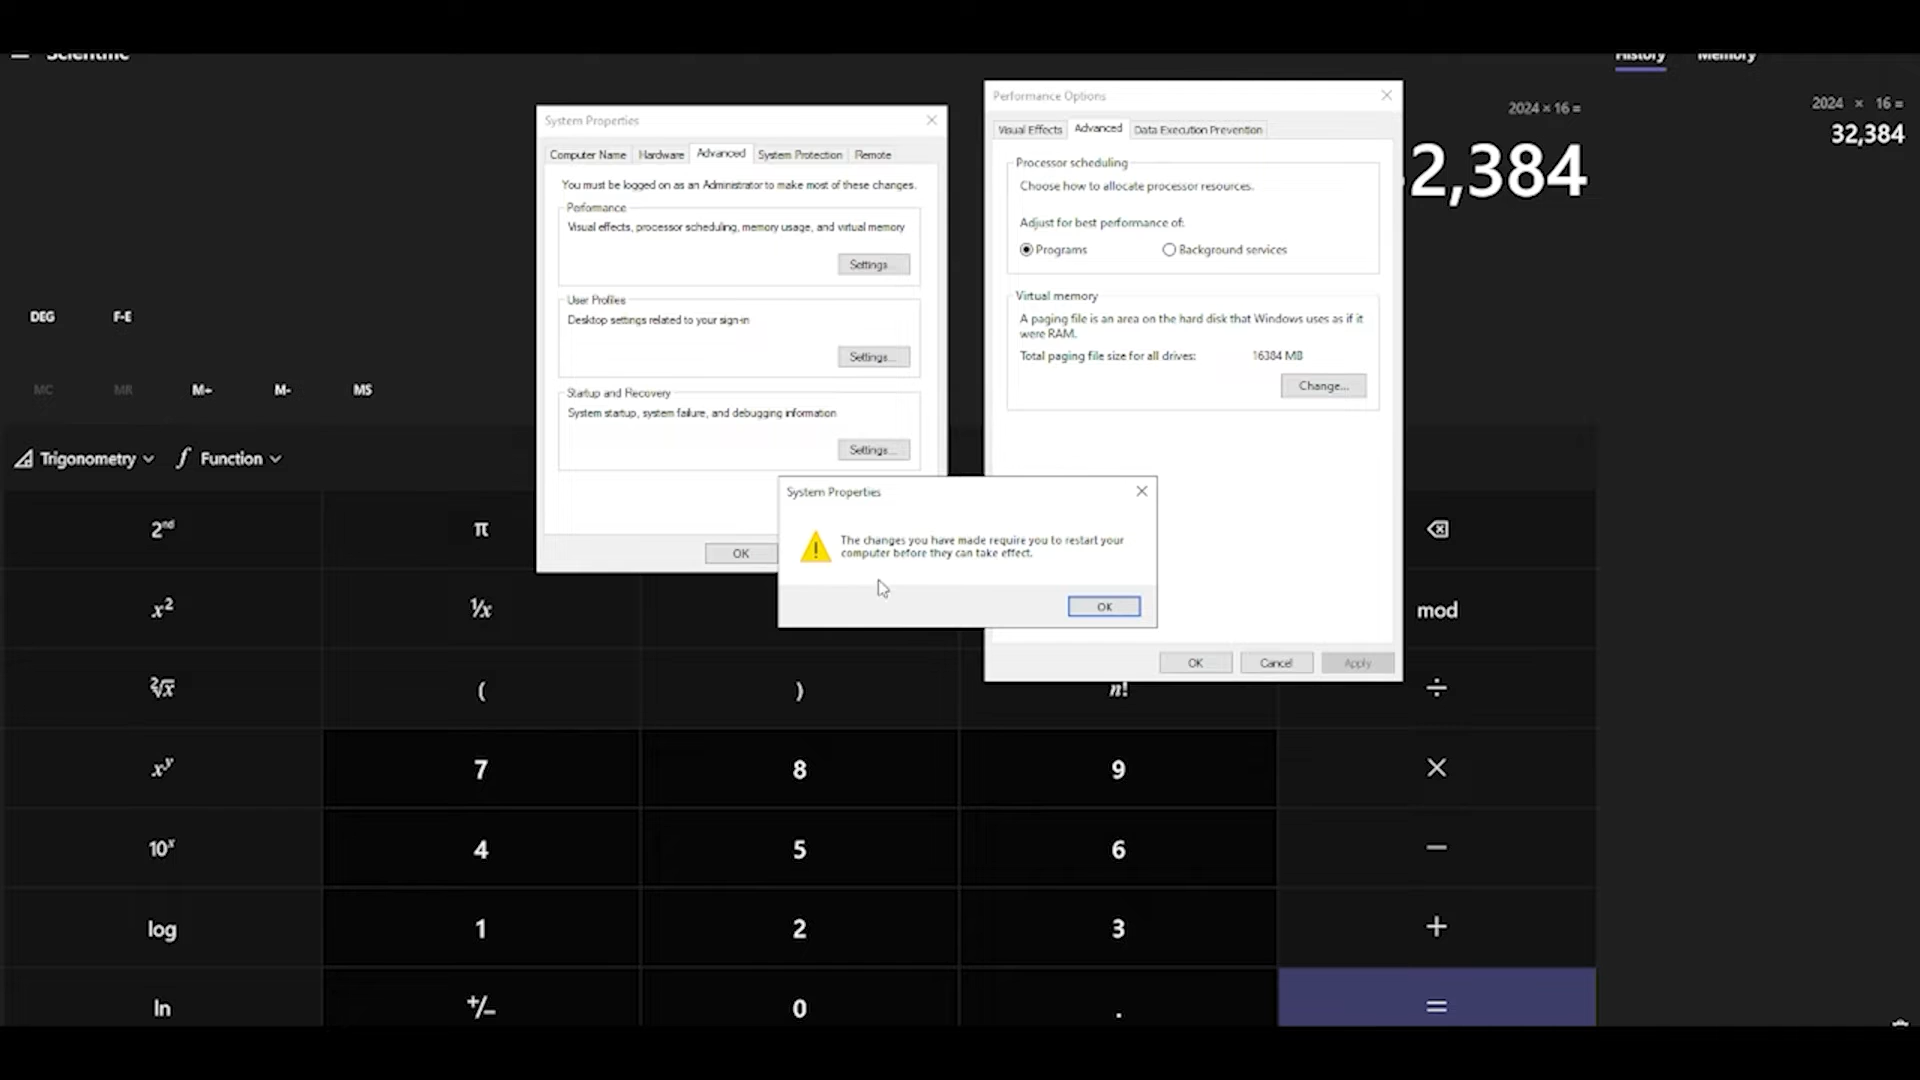 Scientific
History Memory
2024 × 16 =
2,384
2024 × 16 =
32,384
System Properties
Computer Name Hardware Advanced System Protection Remote
You must be logged on as an Administrator to make most of these changes.
Performance
Visual effects, processor scheduling, memory usage, and virtual memory
Settings...
User Profiles
Desktop settings related to your sign-in
Settings...
Startup and Recovery
System startup, system failure, and debugging information
Settings...
OK
Performance Options
Visual Effects Advanced Data Execution Prevention
Processor scheduling
Choose how to allocate processor resources.
Adjust for best performance of:
Programs Background services
Virtual memory
A paging file is an area on the hard disk that Windows uses as if it
were RAM.
Total paging file size for all drives: 16384 MB
Change...
OK Cancel Apply
System Properties
The changes you have made require you to restart your
computer before they can take effect.
OK
DEG F-E
MC MR M+ M- MS
Trigonometry f Function
2nd π
x² ¹/x mod
²√x ( ) n! ÷
xʸ 7 8 9 ×
10ˣ 4 5 6 −
log 1 2 3 +
ln +/− 0 . =